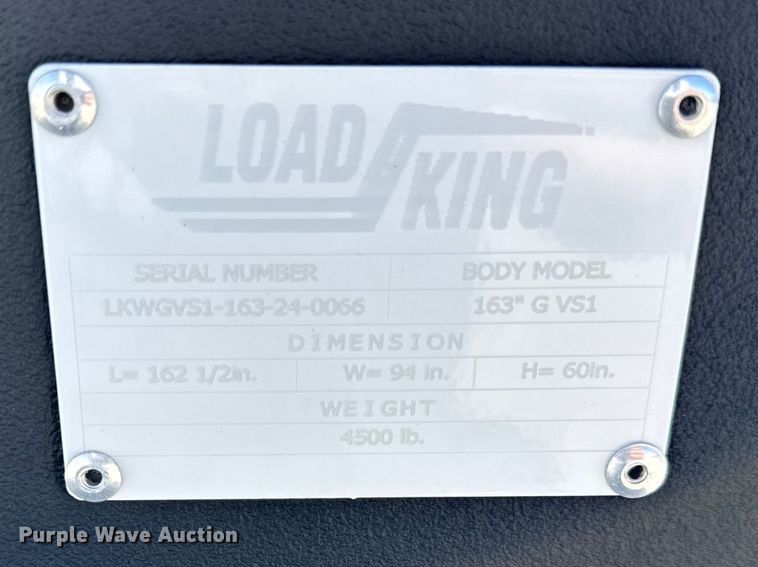 LOAD KING
SERIAL NUMBER BODY MODEL
LKWGVS1-163-24-0066 163" G VS1
DIMENSION
L= 162 1/2in. W= 94 in. H= 60in.
WEIGHT
4500 lb.
Purple Wave Auction